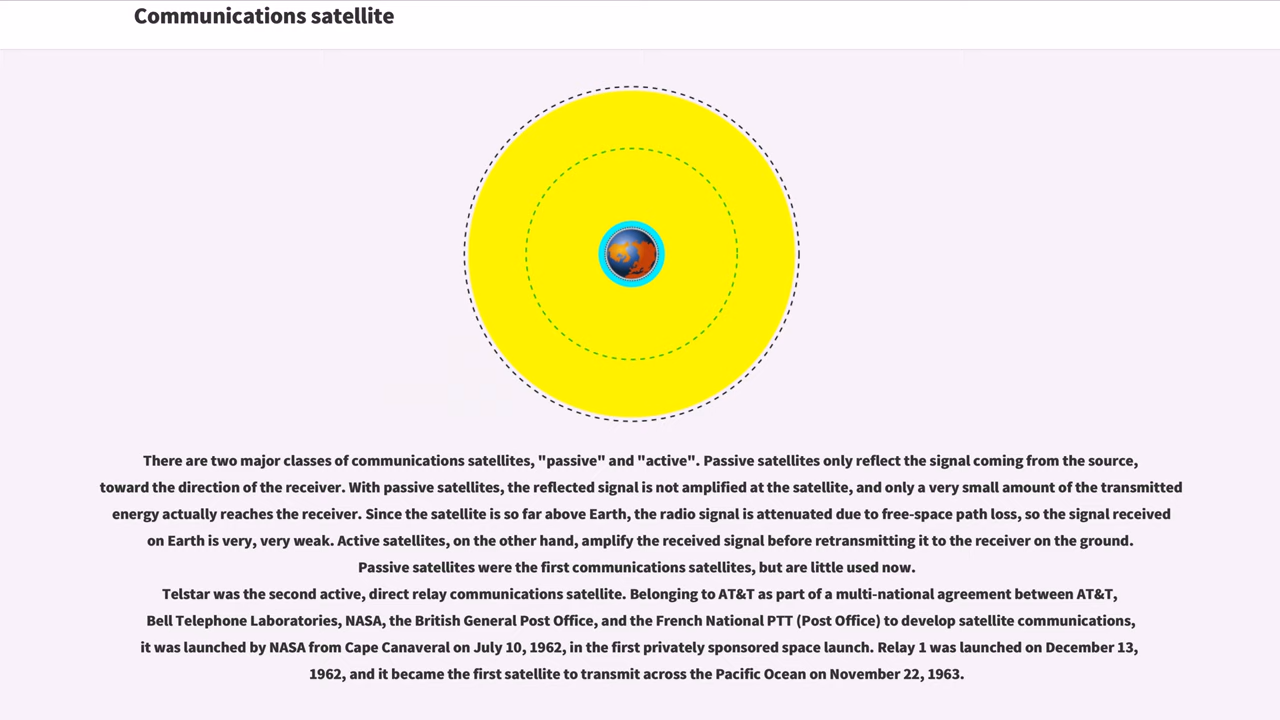 Communications satellite
There are two major classes of communications satellites, "passive" and "active". Passive satellites only reflect the signal coming from the source,
toward the direction of the receiver. With passive satellites, the reflected signal is not amplified at the satellite, and only a very small amount of the transmitted
energy actually reaches the receiver. Since the satellite is so far above Earth, the radio signal is attenuated due to free-space path loss, so the signal received
on Earth is very, very weak. Active satellites, on the other hand, amplify the received signal before retransmitting it to the receiver on the ground.
Passive satellites were the first communications satellites, but are little used now.
Telstar was the second active, direct relay communications satellite. Belonging to AT&T as part of a multi-national agreement between AT&T,
Bell Telephone Laboratories, NASA, the British General Post Office, and the French National PTT (Post Office) to develop satellite communications,
it was launched by NASA from Cape Canaveral on July 10, 1962, in the first privately sponsored space launch. Relay 1 was launched on December 13,
1962, and it became the first satellite to transmit across the Pacific Ocean on November 22, 1963.